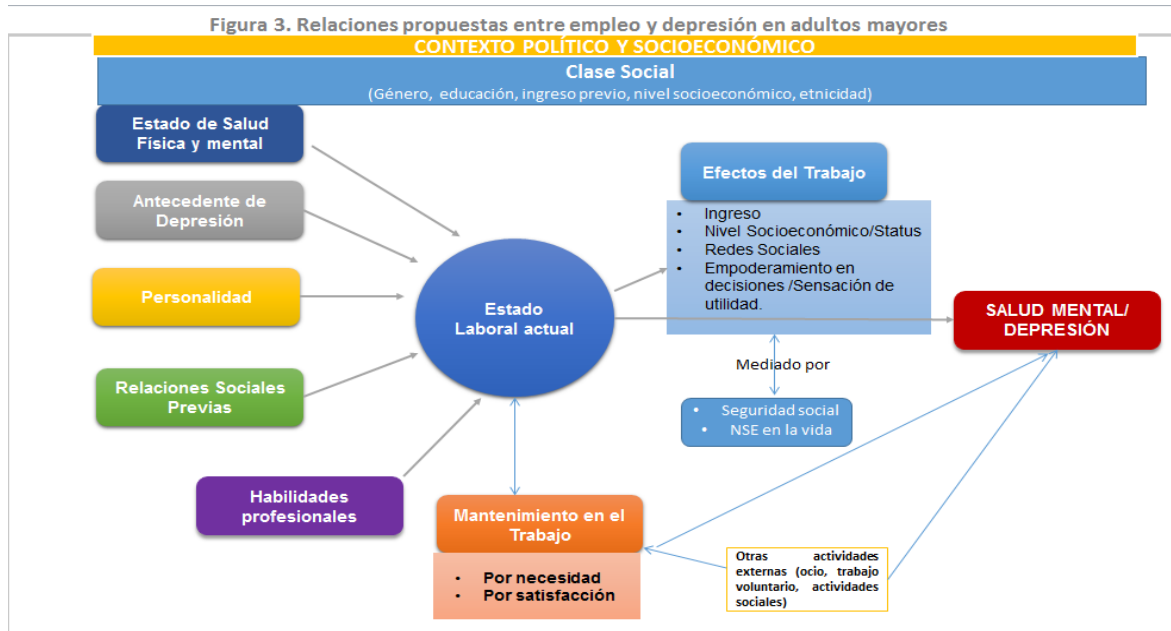 Figura 3. Relaciones propuestas entre empleo y depresión en adultos mayores
CONTEXTO POLÍTICO Y SOCIOECONÓMICO
Clase Social
(Género, educación, ingreso previo, nivel socioeconómico, etnicidad)
Estado de Salud
Física y mental
Antecedente de
Depresión
Personalidad
Relaciones Sociales
Previas
Habilidades
profesionales
Estado
Laboral actual
Mantenimiento en el
Trabajo
• Por necesidad
• Por satisfacción
Efectos del Trabajo
• Ingreso
• Nivel Socioeconómico/Status
• Redes Sociales
• Empoderamiento en
decisiones /Sensación de
utilidad.
Mediado por
• Seguridad social
• NSE en la vida
SALUD MENTAL/
DEPRESIÓN
Otras actividades
externas (ocio, trabajo
voluntario, actividades
sociales)